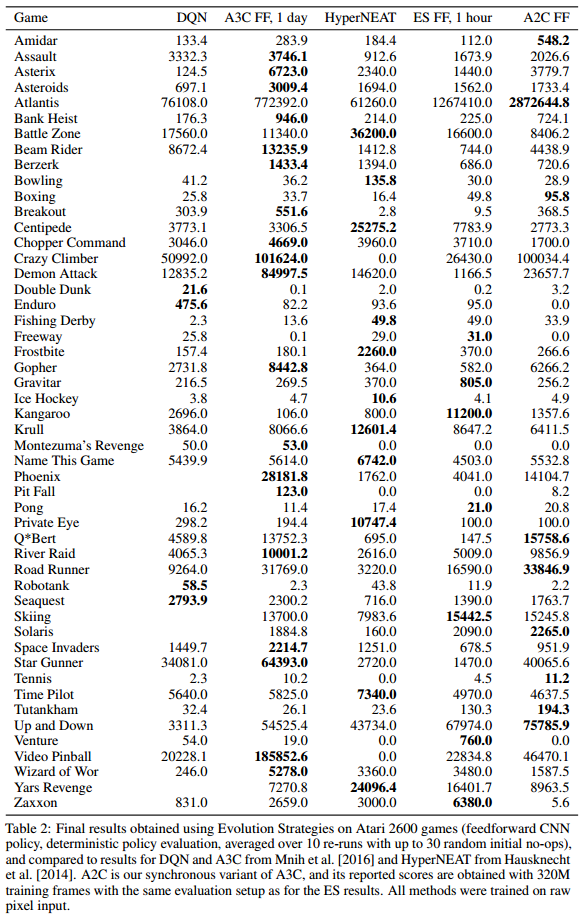 Game DQN A3C FF, 1 day HyperNEAT ES FF, 1 hour A2C FF
Amidar 133.4 283.9 184.4 112.0 548.2
Assault 3332.3 3746.1 912.6 1673.9 2026.6
Asterix 124.5 6723.0 2340.0 1440.0 3779.7
Asteroids 697.1 3009.4 1694.0 1562.0 1733.4
Atlantis 76108.0 772392.0 61260.0 1267410.0 2872644.8
Bank Heist 176.3 946.0 214.0 225.0 724.1
Battle Zone 17560.0 11340.0 36200.0 16600.0 8406.2
Beam Rider 8672.4 13235.9 1412.8 744.0 4438.9
Berzerk 1433.4 1394.0 686.0 720.6
Bowling 41.2 36.2 135.8 30.0 28.9
Boxing 25.8 33.7 16.4 49.8 95.8
Breakout 303.9 551.6 2.8 9.5 368.5
Centipede 3773.1 3306.5 25275.2 7783.9 2773.3
Chopper Command 3046.0 4669.0 3960.0 3710.0 1700.0
Crazy Climber 50992.0 101624.0 0.0 26430.0 100034.4
Demon Attack 12835.2 84997.5 14620.0 1166.5 23657.7
Double Dunk 21.6 0.1 2.0 0.2 3.2
Enduro 475.6 82.2 93.6 95.0 0.0
Fishing Derby 2.3 13.6 49.8 49.0 33.9
Freeway 25.8 0.1 29.0 31.0 0.0
Frostbite 157.4 180.1 2260.0 370.0 266.6
Gopher 2731.8 8442.8 364.0 582.0 6266.2
Gravitar 216.5 269.5 370.0 805.0 256.2
Ice Hockey 3.8 4.7 10.6 4.1 4.9
Kangaroo 2696.0 106.0 800.0 11200.0 1357.6
Krull 3864.0 8066.6 12601.4 8647.2 6411.5
Montezuma's Revenge 50.0 53.0 0.0 0.0 0.0
Name This Game 5439.9 5614.0 6742.0 4503.0 5532.8
Phoenix 28181.8 1762.0 4041.0 14104.7
Pit Fall 123.0 0.0 0.0 8.2
Pong 16.2 11.4 17.4 21.0 20.8
Private Eye 298.2 194.4 10747.4 100.0 100.0
Q*Bert 4589.8 13752.3 695.0 147.5 15758.6
River Raid 4065.3 10001.2 2616.0 5009.0 9856.9
Road Runner 9264.0 31769.0 3220.0 16590.0 33846.9
Robotank 58.5 2.3 43.8 11.9 2.2
Seaquest 2793.9 2300.2 716.0 1390.0 1763.7
Skiing 13700.0 7983.6 15442.5 15245.8
Solaris 1884.8 160.0 2090.0 2265.0
Space Invaders 1449.7 2214.7 1251.0 678.5 951.9
Star Gunner 34081.0 64393.0 2720.0 1470.0 40065.6
Tennis 2.3 10.2 0.0 4.5 11.2
Time Pilot 5640.0 5825.0 7340.0 4970.0 4637.5
Tutankham 32.4 26.1 23.6 130.3 194.3
Up and Down 3311.3 54525.4 43734.0 67974.0 75785.9
Venture 54.0 19.0 0.0 760.0 0.0
Video Pinball 20228.1 185852.6 0.0 22834.8 46470.1
Wizard of Wor 246.0 5278.0 3360.0 3480.0 1587.5
Yars Revenge 7270.8 24096.4 16401.7 8963.5
Zaxxon 831.0 2659.0 3000.0 6380.0 5.6
Table 2: Final results obtained using Evolution Strategies on Atari 2600 games (feedforward CNN
policy, deterministic policy evaluation, averaged over 10 re-runs with up to 30 random initial no-ops),
and compared to results for DQN and A3C from Mnih et al. [2016] and HyperNEAT from Hausknecht
et al. [2014]. A2C is our synchronous variant of A3C, and its reported scores are obtained with 320M
training frames with the same evaluation setup as for the ES results. All methods were trained on raw
pixel input.